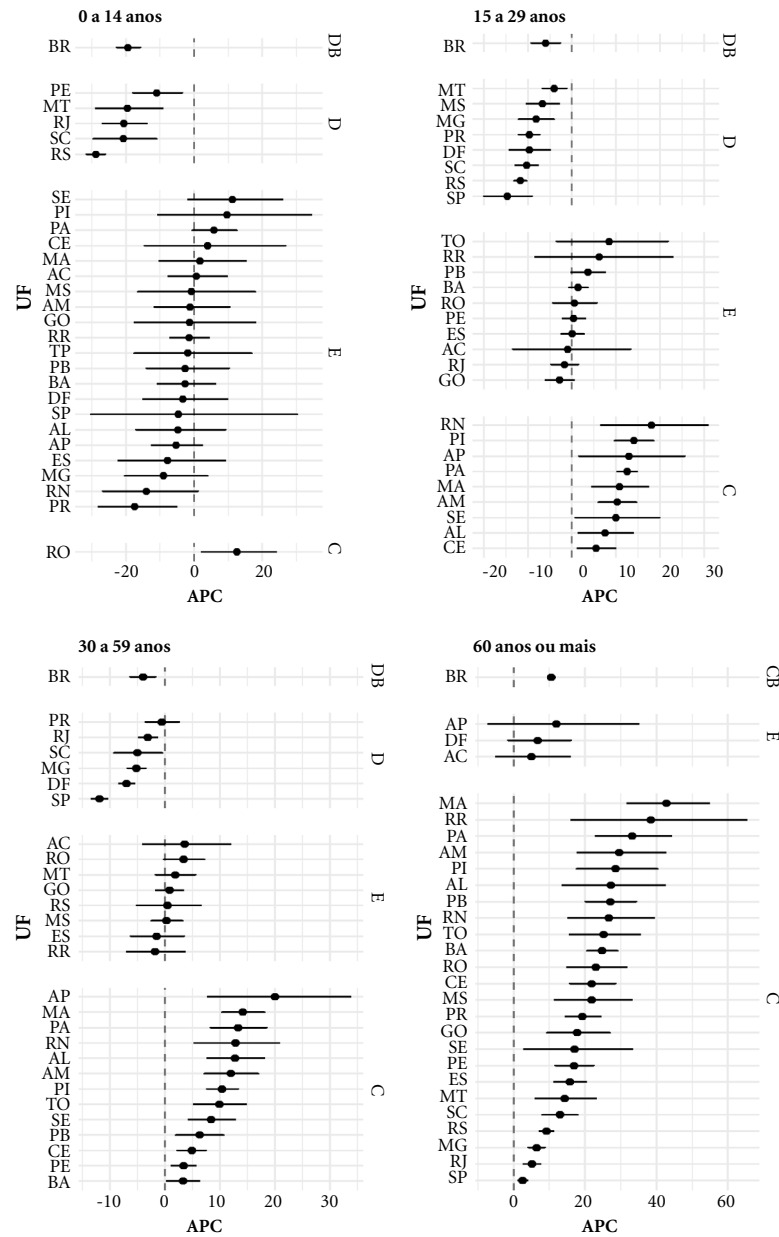 0 a 14 anos
BR
DB
PE
MT
RJ
SC
RS
D
SE
PI
PA
CE
MA
AC
MS
AM
GO
RR
TP
PB
BA
DF
SP
AL
AP
ES
MG
RN
PR
E
RO
C
UF
-20
0
20
APC
15 a 29 anos
BR
DB
MT
MS
MG
PR
DF
SC
RS
SP
D
TO
RR
PB
BA
RO
PE
ES
AC
RJ
GO
E
RN
PI
AP
PA
MA
AM
SE
AL
CE
C
UF
-20
-10
0
10
20
30
APC
30 a 59 anos
BR
DB
PR
RJ
SC
MG
DF
SP
D
AC
RO
MT
GO
RS
MS
ES
RR
E
AP
MA
PA
RN
AL
AM
PI
TO
SE
PB
CE
PE
BA
C
UF
-10
0
10
20
30
APC
60 anos ou mais
BR
CB
AP
DF
AC
E
MA
RR
PA
AM
PI
AL
PB
RN
TO
BA
RO
CE
MS
PR
GO
SE
PE
ES
MT
SC
RS
MG
RJ
SP
C
UF
0
20
40
60
APC